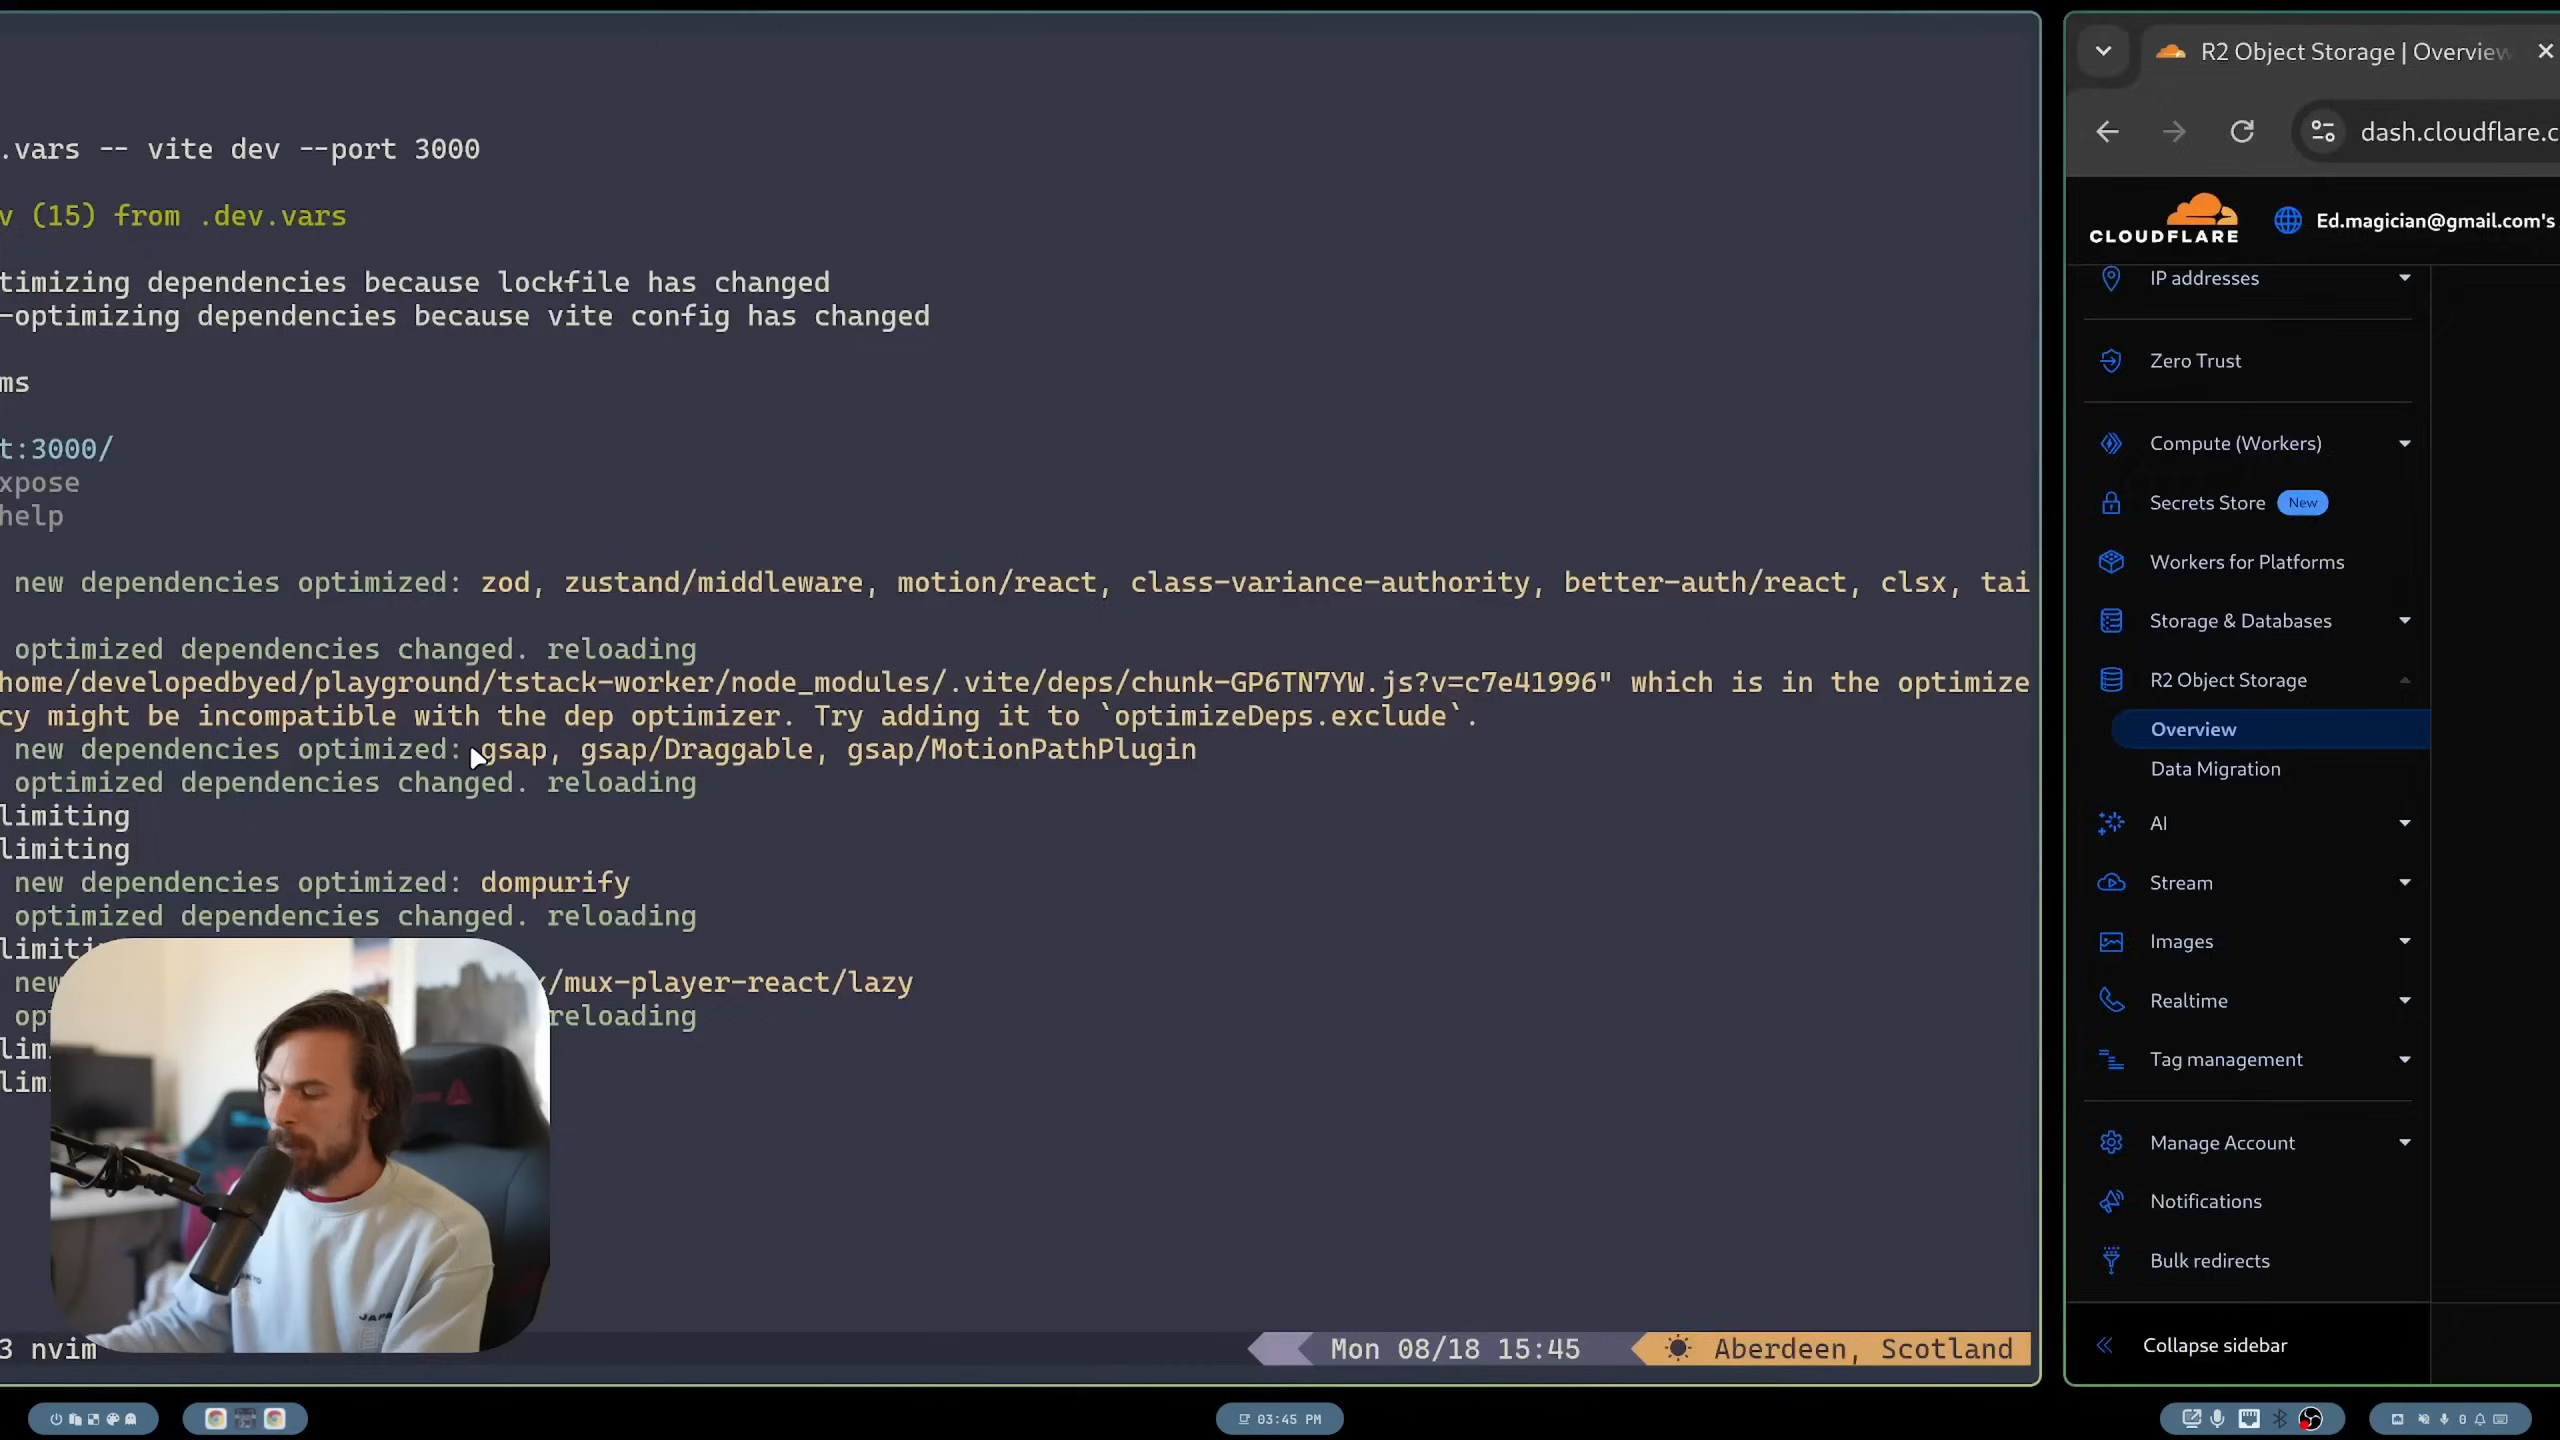 .vars -- vite dev --port 3000
v (15) from .dev.vars
timizing dependencies because lockfile has changed
-optimizing dependencies because vite config has changed
ms
t:3000/
xpose
help
new dependencies optimized: zod, zustand/middleware, motion/react, class-variance-authority, better-auth/react, clsx, tai
optimized dependencies changed. reloading
home/developedbyed/playground/tstack-worker/node_modules/.vite/deps/chunk-GP6TN7YW.js?v=c7e41996" which is in the optimize
cy might be incompatible with the dep optimizer. Try adding it to `optimizeDeps.exclude`.
new dependencies optimized: gsap, gsap/Draggable, gsap/MotionPathPlugin
optimized dependencies changed. reloading
limiting
limiting
new dependencies optimized: dompurify
optimized dependencies changed. reloading
limiti
new /mux-player-react/lazy
op reloading
lim
lim
3 nvim
Mon 08/18 15:45
Aberdeen, Scotland
03:45 PM
R2 Object Storage | Overview
dash.cloudflare.c
CLOUDFLARE
Ed.magician@gmail.com's
IP addresses
Zero Trust
Compute (Workers)
Secrets Store New
Workers for Platforms
Storage & Databases
R2 Object Storage
Overview
Data Migration
AI
Stream
Images
Realtime
Tag management
Manage Account
Notifications
Bulk redirects
Collapse sidebar
0